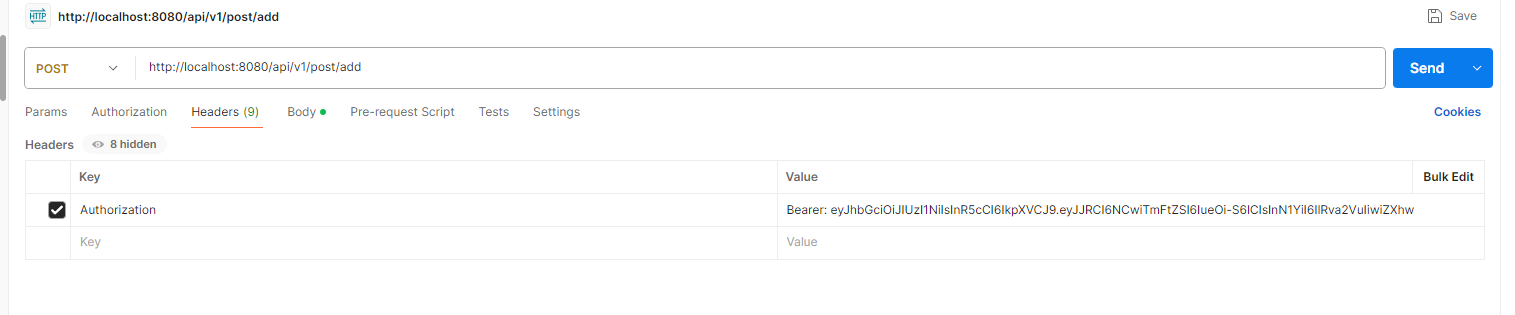 HTTP http://localhost:8080/api/v1/post/add Save
POST http://localhost:8080/api/v1/post/add Send
Params Authorization Headers (9) Body Pre-request Script Tests Settings Cookies
Headers 8 hidden
Key Value Bulk Edit
Authorization Bearer: eyJhbGciOiJIUzI1NiIsInR5cCI6IkpXVCJ9.eyJJRCI6NCwiTmFtZSI6IueOi-S6lCIsInN1YiI6IlRva2VuIiwiZXhw
Key Value